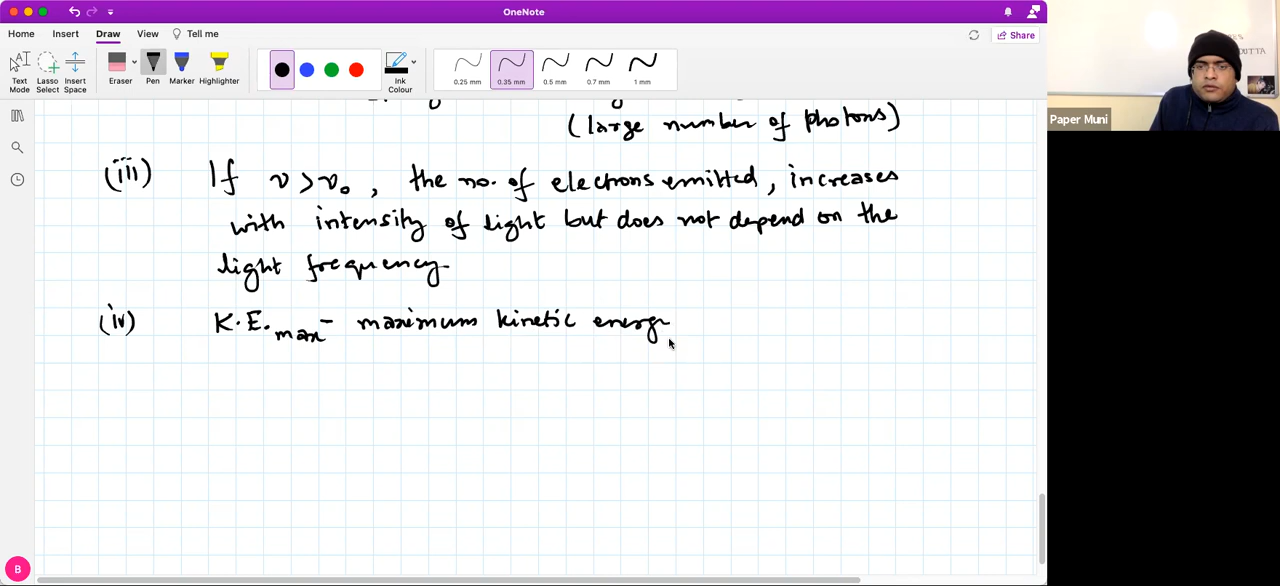 OneNote
Home Insert Draw View Tell me
Share
Text Mode
Lasso Select
Insert Space
Eraser
Pen
Marker
Highlighter
Ink Colour
0.25 mm 0.35 mm 0.5 mm 0.7 mm 1 mm
Paper Muni
(large number of photons)
(iii) If ν > ν₀, the no. of electrons emitted, increases
with intensity of light but does not depend on the
light frequency
(iv) K.E.max - maximum kinetic energ
B